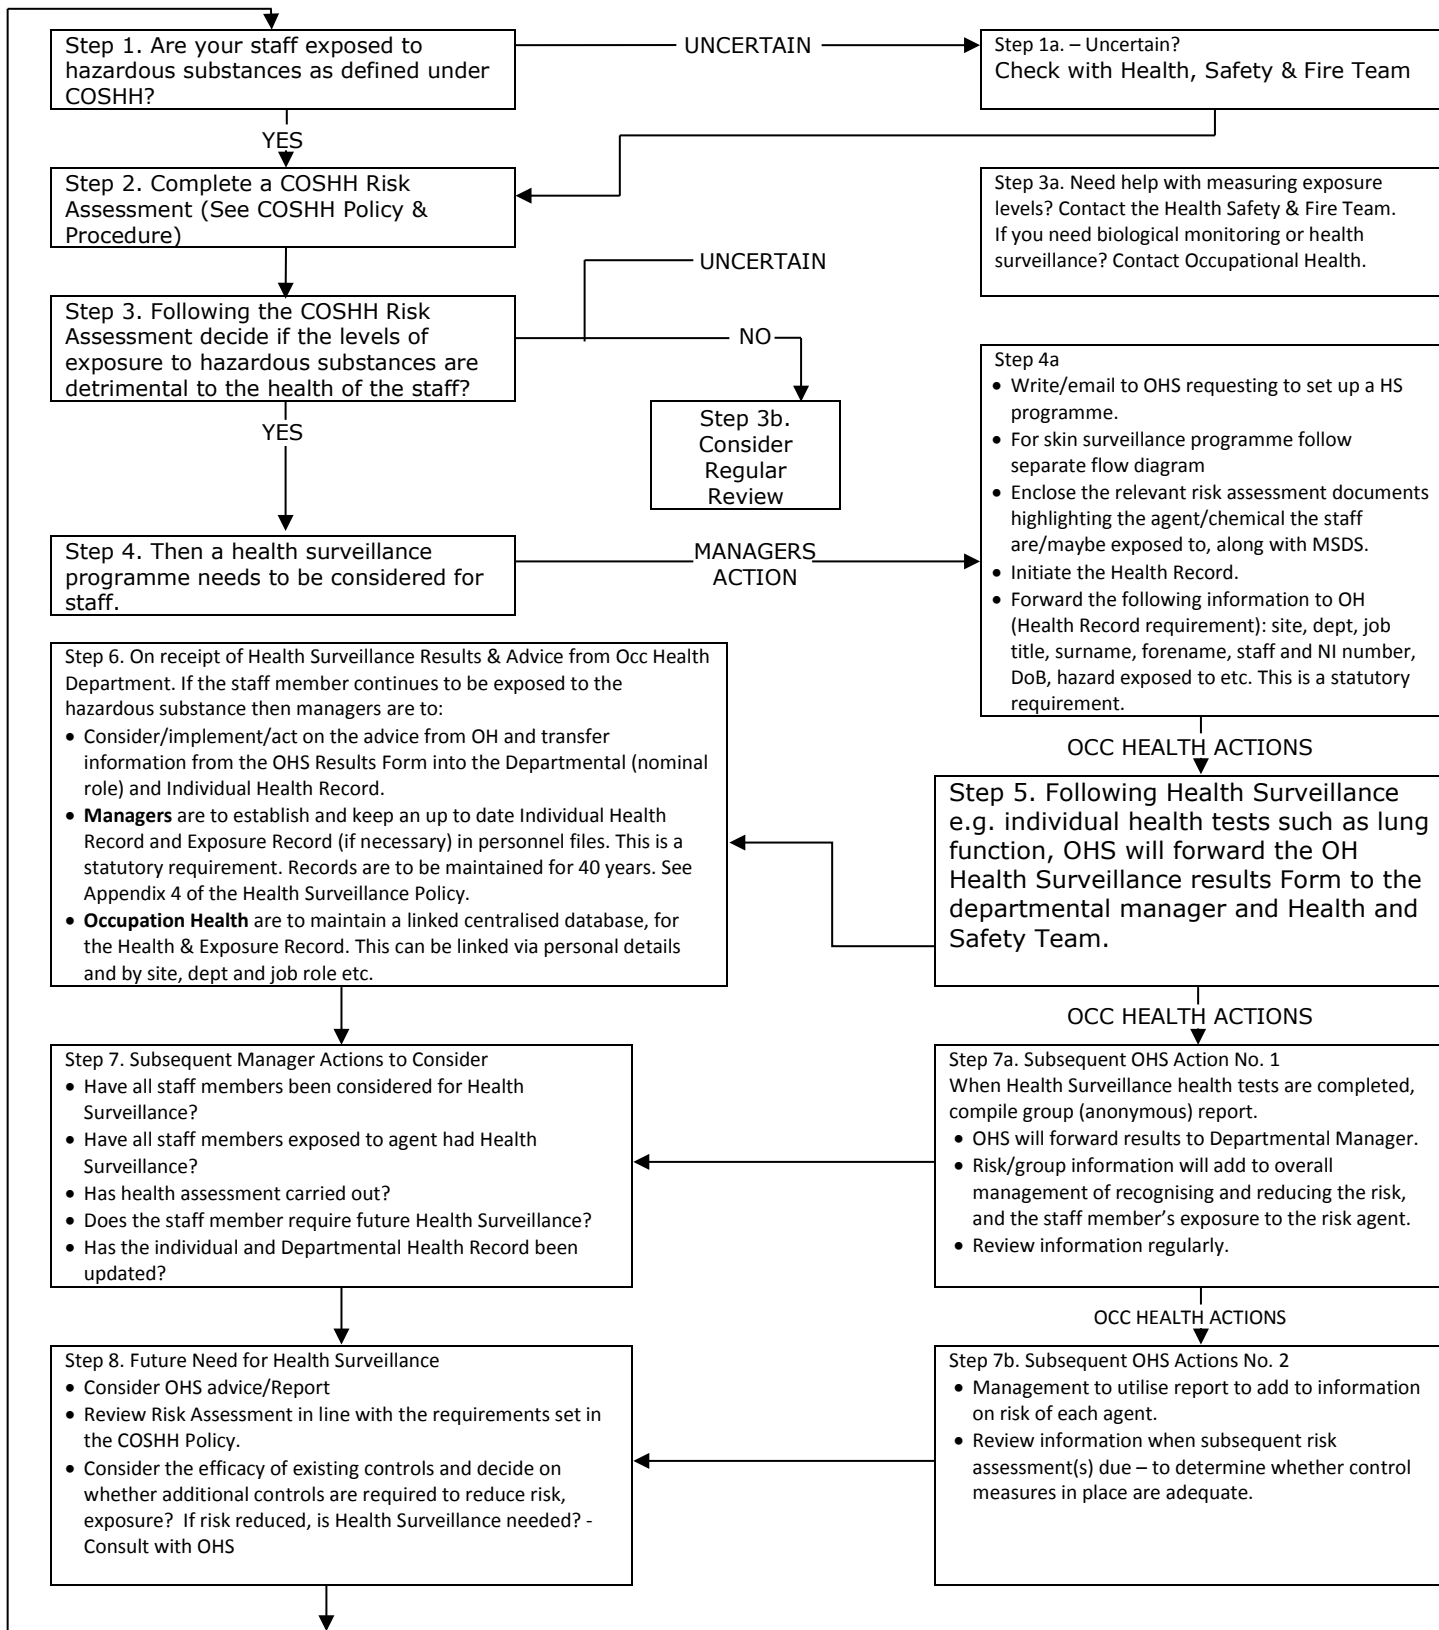 Step 1. Are your staff exposed to
hazardous substances as defined under
COSHH?
UNCERTAIN
Step 1a. – Uncertain?
Check with Health, Safety & Fire Team
YES
Step 2. Complete a COSHH Risk
Assessment (See COSHH Policy &
Procedure)
Step 3a. Need help with measuring exposure
levels? Contact the Health Safety & Fire Team.
If you need biological monitoring or health
surveillance? Contact Occupational Health.
UNCERTAIN
Step 3. Following the COSHH Risk
Assessment decide if the levels of
exposure to hazardous substances are
detrimental to the health of the staff?
NO
YES
Step 3b.
Consider
Regular
Review
Step 4. Then a health surveillance
programme needs to be considered for
staff.
MANAGERS
ACTION
Step 4a
• Write/email to OHS requesting to set up a HS
programme.
• For skin surveillance programme follow
separate flow diagram
• Enclose the relevant risk assessment documents
highlighting the agent/chemical the staff
are/maybe exposed to, along with MSDS.
• Initiate the Health Record.
• Forward the following information to OH
(Health Record requirement): site, dept, job
title, surname, forename, staff and NI number,
DoB, hazard exposed to etc. This is a statutory
requirement.
OCC HEALTH ACTIONS
Step 5. Following Health Surveillance
e.g. individual health tests such as lung
function, OHS will forward the OH
Health Surveillance results Form to the
departmental manager and Health and
Safety Team.
Step 6. On receipt of Health Surveillance Results & Advice from Occ Health
Department. If the staff member continues to be exposed to the
hazardous substance then managers are to:
• Consider/implement/act on the advice from OH and transfer
information from the OHS Results Form into the Departmental (nominal
role) and Individual Health Record.
• Managers are to establish and keep an up to date Individual Health
Record and Exposure Record (if necessary) in personnel files. This is a
statutory requirement. Records are to be maintained for 40 years. See
Appendix 4 of the Health Surveillance Policy.
• Occupation Health are to maintain a linked centralised database, for
the Health & Exposure Record. This can be linked via personal details
and by site, dept and job role etc.
OCC HEALTH ACTIONS
Step 7. Subsequent Manager Actions to Consider
• Have all staff members been considered for Health
Surveillance?
• Have all staff members exposed to agent had Health
Surveillance?
• Has health assessment carried out?
• Does the staff member require future Health Surveillance?
• Has the individual and Departmental Health Record been
updated?
Step 7a. Subsequent OHS Action No. 1
When Health Surveillance health tests are completed,
compile group (anonymous) report.
• OHS will forward results to Departmental Manager.
• Risk/group information will add to overall
management of recognising and reducing the risk,
and the staff member’s exposure to the risk agent.
• Review information regularly.
OCC HEALTH ACTIONS
Step 8. Future Need for Health Surveillance
• Consider OHS advice/Report
• Review Risk Assessment in line with the requirements set in
the COSHH Policy.
• Consider the efficacy of existing controls and decide on
whether additional controls are required to reduce risk,
exposure? If risk reduced, is Health Surveillance needed? -
Consult with OHS
Step 7b. Subsequent OHS Actions No. 2
• Management to utilise report to add to information
on risk of each agent.
• Review information when subsequent risk
assessment(s) due – to determine whether control
measures in place are adequate.